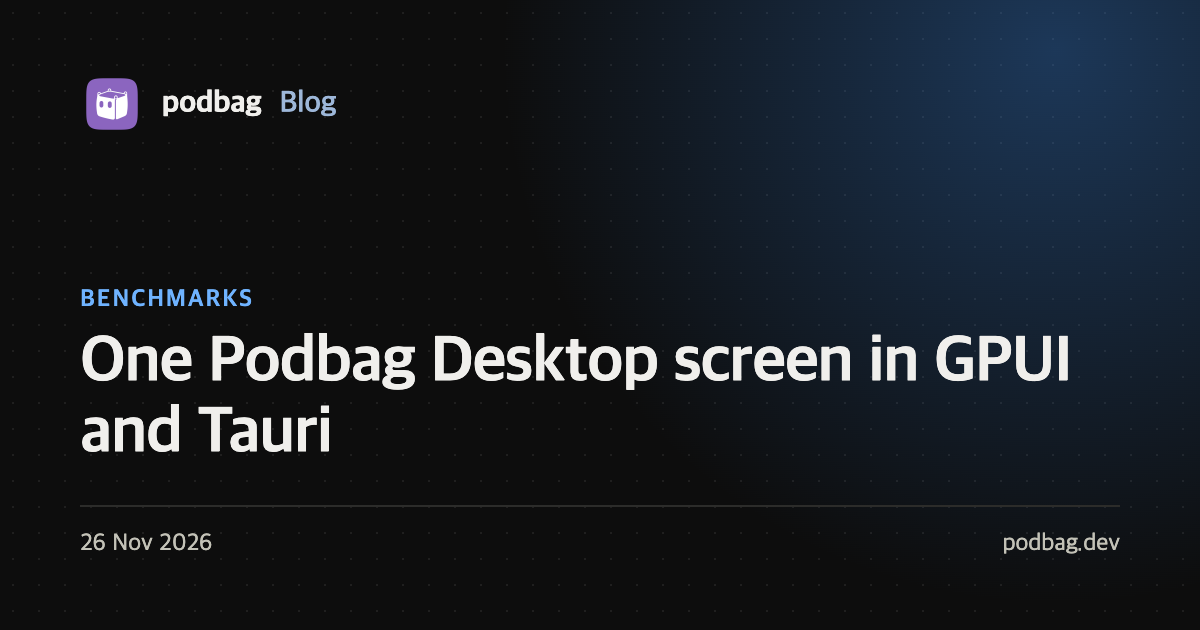 podbag Blog
BENCHMARKS
One Podbag Desktop screen in GPUI
and Tauri
26 Nov 2026
podbag.dev